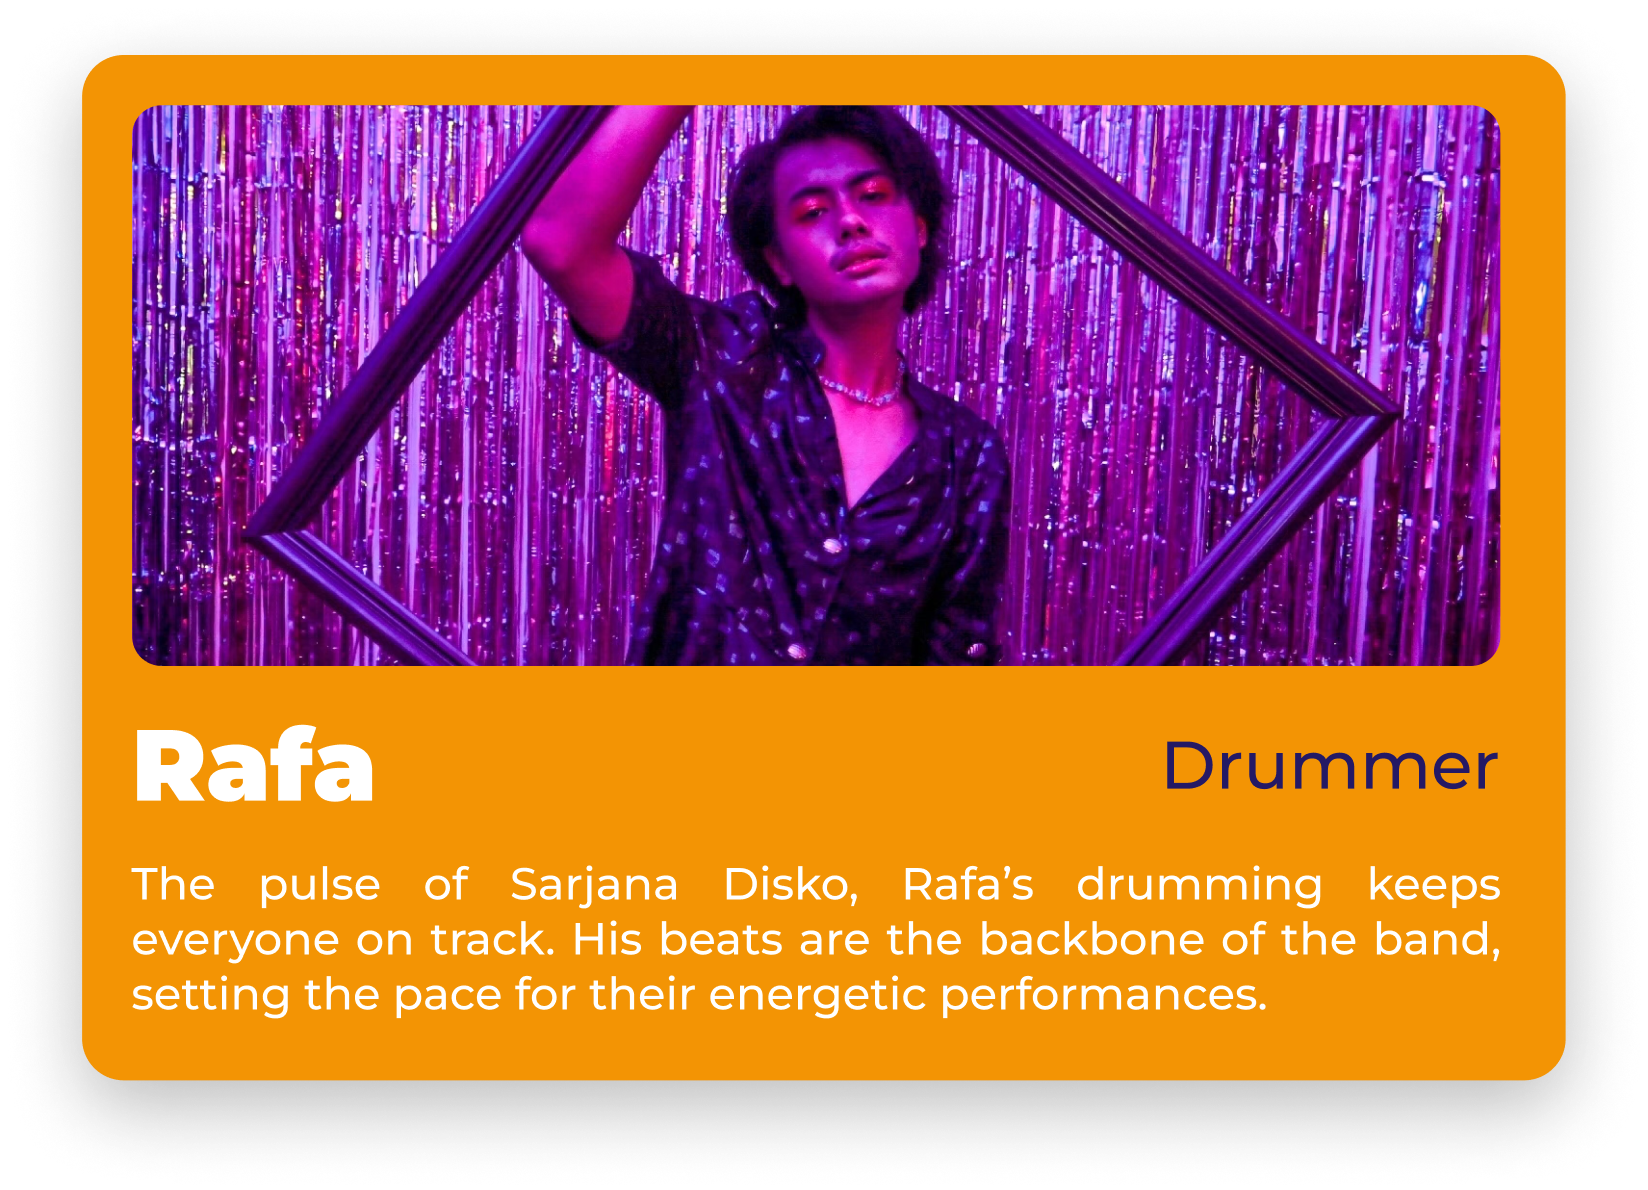 Rafa
Drummer
The pulse of Sarjana Disko, Rafa’s drumming keeps
everyone on track. His beats are the backbone of the band,
setting the pace for their energetic performances.